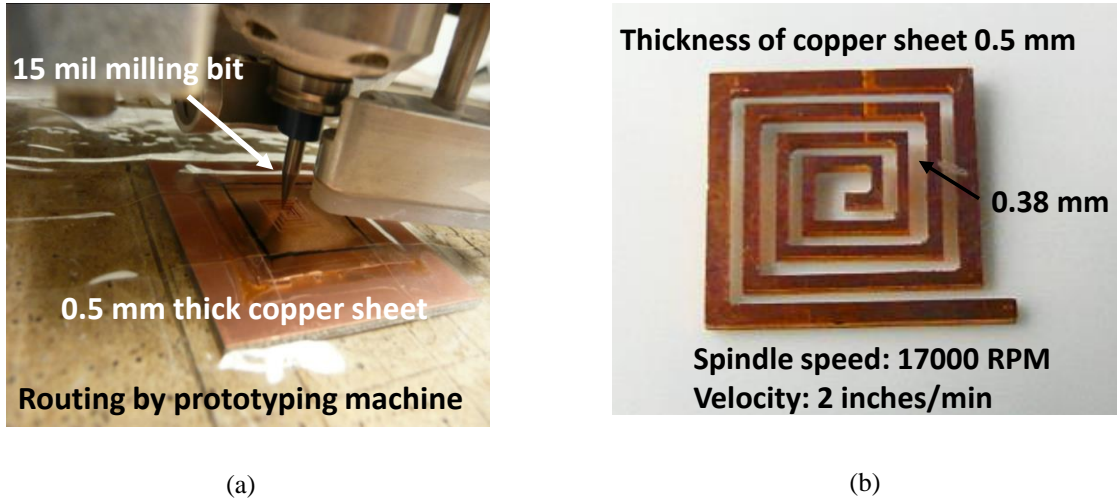 15 mil milling bit
0.5 mm thick copper sheet
Routing by prototyping machine
(a)
Thickness of copper sheet 0.5 mm
0.38 mm
Spindle speed: 17000 RPM
Velocity: 2 inches/min
(b)